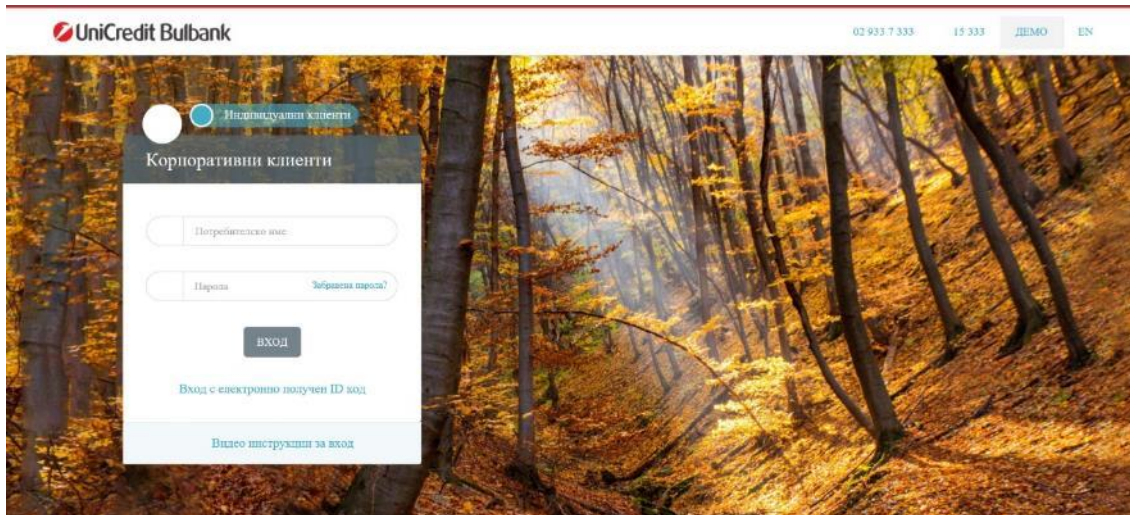 UniCredit Bulbank
02 933 7 333 15 333 ДЕМО EN
Индивидуални клиенти
Корпоративни клиенти
Потребителско име
Парола Забравена парола?
ВХОД
Вход с електронно получен ID код
Видео инструкции за вход